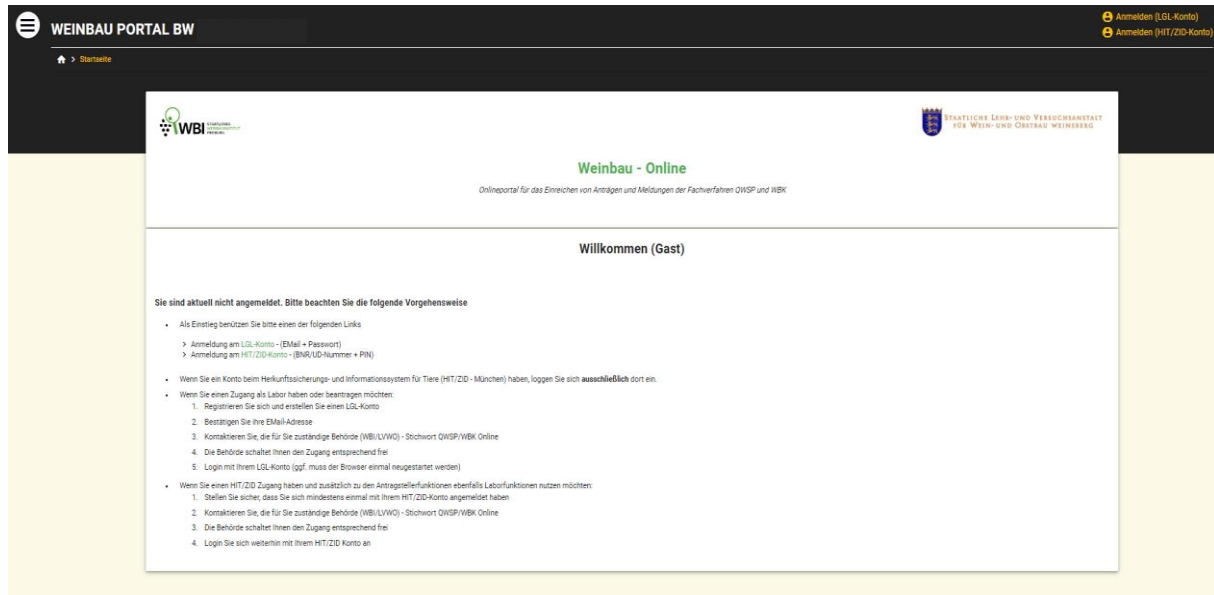 WEINBAU PORTAL BW
Anmelden (LGL-Konto)
Anmelden (HIT/ZID-Konto)
> Startseite
WBI STAATLICHES WEINBAUINSTITUT FREIBURG
STAATLICHE LEHR- UND VERSUCHSANSTALT
FÜR WEIN- UND OBSTBAU WEINSBERG
Weinbau - Online
Onlineportal für das Einreichen von Anträgen und Meldungen der Fachverfahren QWSP und WBK
Willkommen (Gast)
Sie sind aktuell nicht angemeldet. Bitte beachten Sie die folgende Vorgehensweise
• Als Einstieg benützen Sie bitte einen der folgenden Links
> Anmeldung am LGL-Konto - (EMail + Passwort)
> Anmeldung am HIT/ZID-Konto - (BNR/UD-Nummer + PIN)
• Wenn Sie ein Konto beim Herkunftssicherungs- und Informationssystem für Tiere (HIT/ZID - München) haben, loggen Sie sich ausschließlich dort ein.
• Wenn Sie einen Zugang als Labor haben oder beantragen möchten:
1. Registrieren Sie sich und erstellen Sie einen LGL-Konto
2. Bestätigen Sie ihre EMail-Adresse
3. Kontaktieren Sie, die für Sie zuständige Behörde (WBI/LVWO) - Stichwort QWSP/WBK Online
4. Die Behörde schaltet Ihnen den Zugang entsprechend frei
5. Login mit Ihrem LGL-Konto (ggf. muss der Browser einmal neugestartet werden)
• Wenn Sie einen HIT/ZID Zugang haben und zusätzlich zu den Antragstellerfunktionen ebenfalls Laborfunktionen nutzen möchten:
1. Stellen Sie sicher, dass Sie sich mindestens einmal mit Ihrem HIT/ZID-Konto angemeldet haben
2. Kontaktieren Sie, die für Sie zuständige Behörde (WBI/LVWO) - Stichwort QWSP/WBK Online
3. Die Behörde schaltet Ihnen den Zugang entsprechend frei
4. Login Sie sich weiterhin mit Ihrem HIT/ZID Konto an